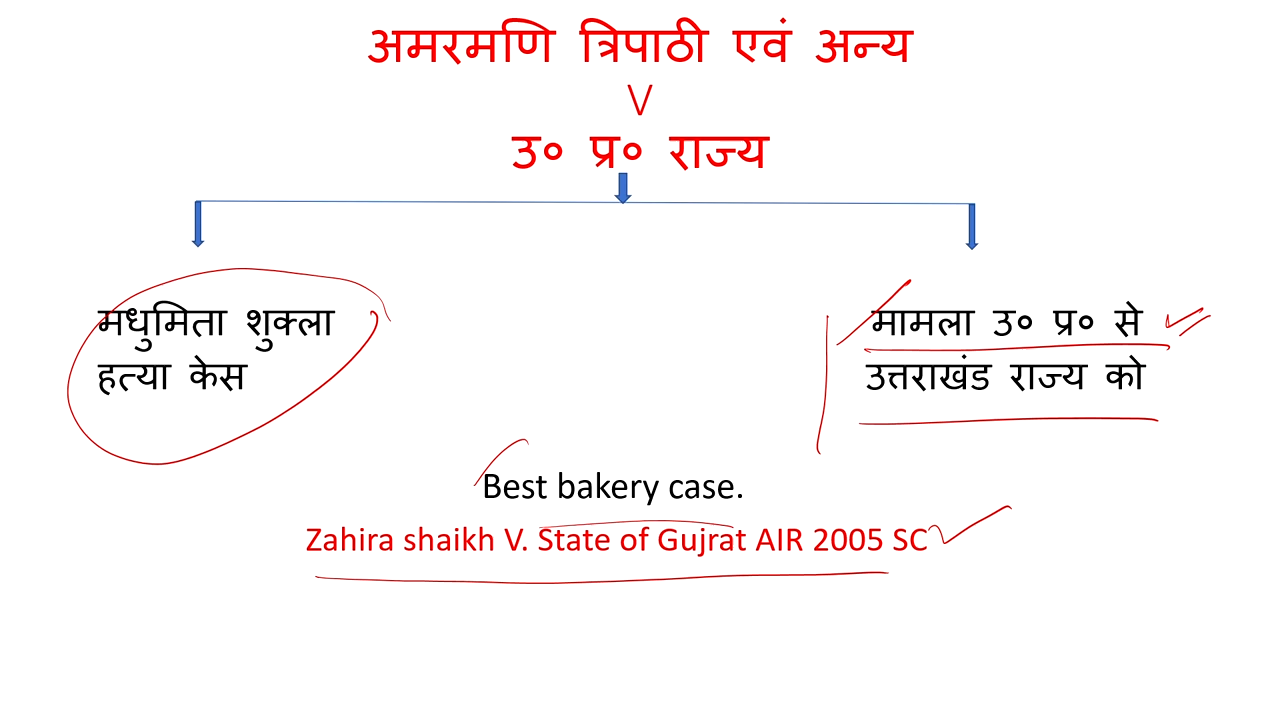 अमरमणि त्रिपाठी एवं अन्य
V
उ० प्र० राज्य
मधुमिता शुक्ला
हत्या केस
मामला उ० प्र० से
उत्तराखंड राज्य को
Best bakery case.
Zahira shaikh V. State of Gujrat AIR 2005 SC